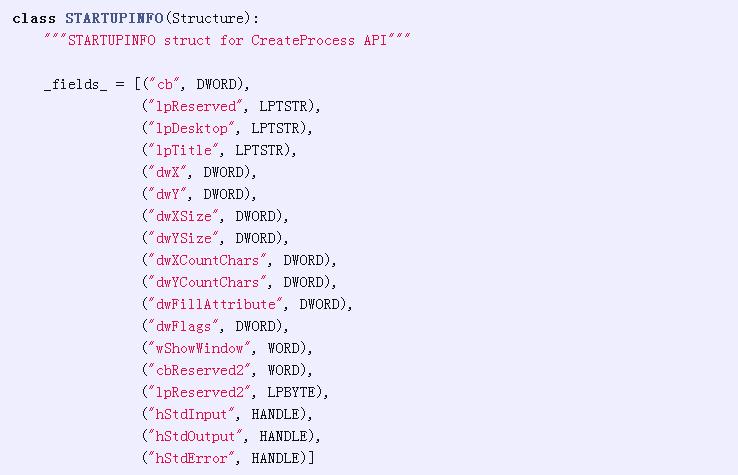 class STARTUPINFO(Structure):
    """STARTUPINFO struct for CreateProcess API"""

    _fields_ = [("cb", DWORD),
                ("lpReserved", LPTSTR),
                ("lpDesktop", LPTSTR),
                ("lpTitle", LPTSTR),
                ("dwX", DWORD),
                ("dwY", DWORD),
                ("dwXSize", DWORD),
                ("dwYSize", DWORD),
                ("dwXCountChars", DWORD),
                ("dwYCountChars", DWORD),
                ("dwFillAttribute", DWORD),
                ("dwFlags", DWORD),
                ("wShowWindow", WORD),
                ("cbReserved2", WORD),
                ("lpReserved2", LPBYTE),
                ("hStdInput", HANDLE),
                ("hStdOutput", HANDLE),
                ("hStdError", HANDLE)]